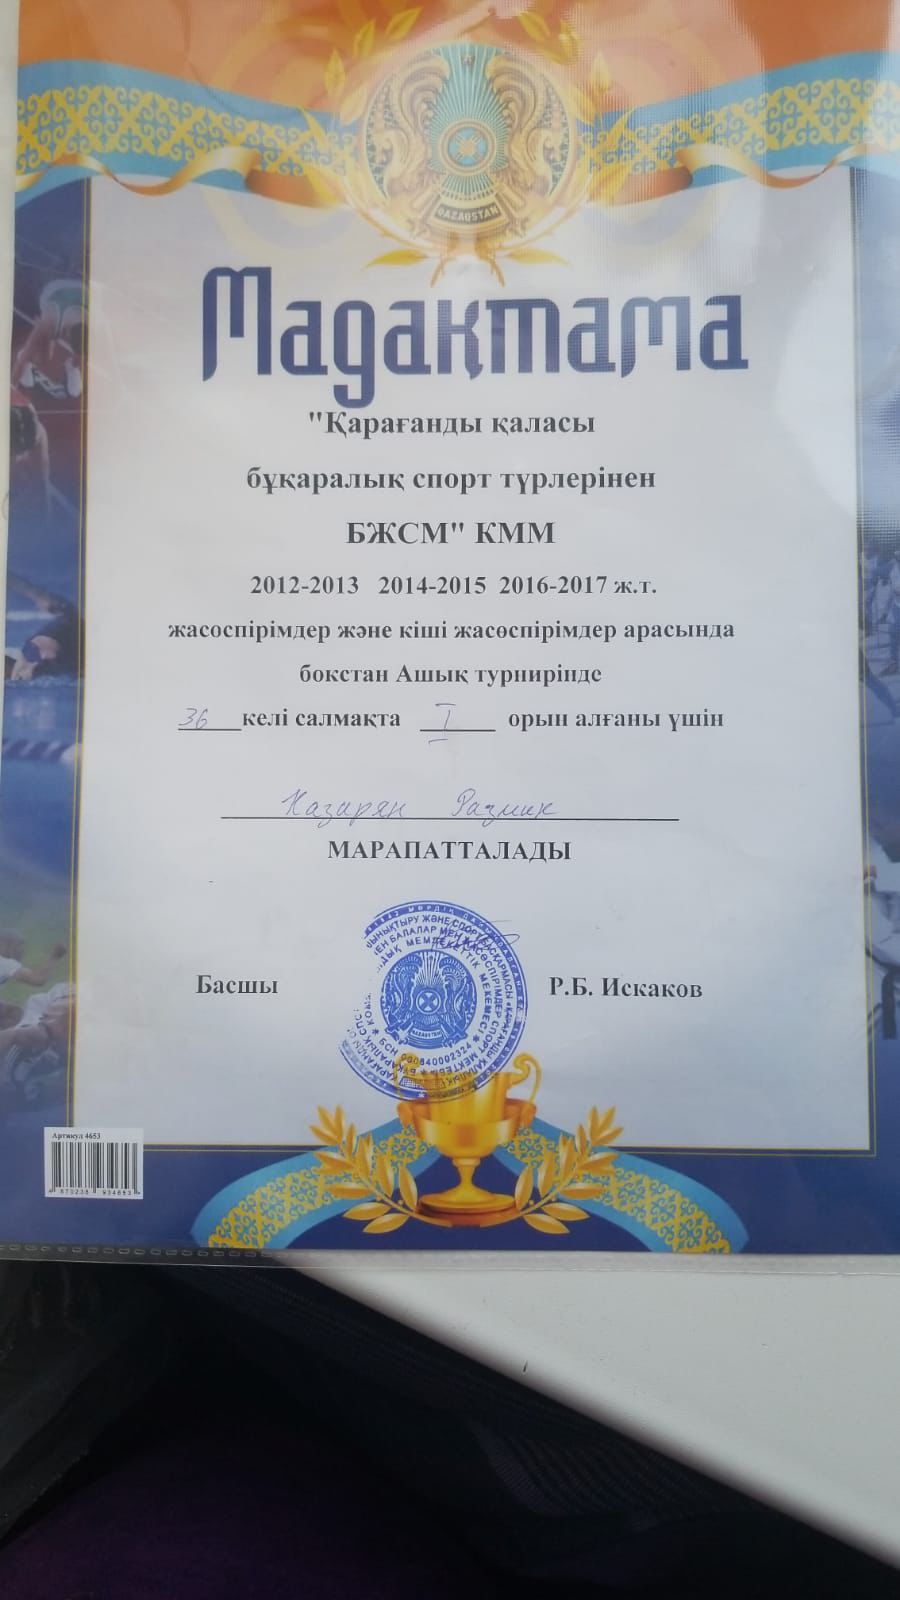 QAZAQSTAN
Мадақтама
"Қарағанды қаласы
бұқаралық спорт түрлерінен
БЖСМ" КММ
2012-2013 2014-2015 2016-2017 ж.т.
жасөспірімдер және кіші жасөспірімдер арасында
бокстан Ашық турнирінде
36 келі салмақта I орын алғаны үшін
Назарян Размик
МАРАПАТТАЛАДЫ
Басшы Р.Б. Искаков
Артикул 4653